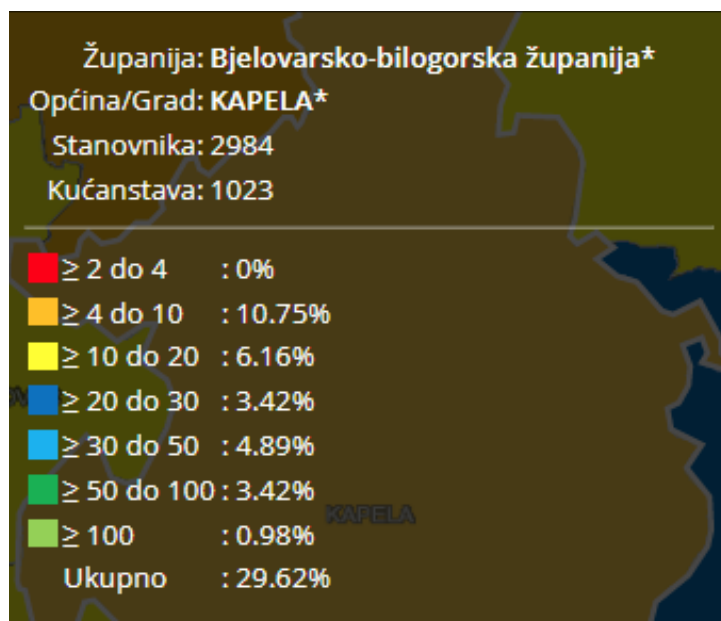 Županija: Bjelovarsko-bilogorska županija*
Općina/Grad: KAPELA*
Stanovnika: 2984
Kućanstava: 1023
≥ 2 do 4 : 0%
≥ 4 do 10 : 10.75%
≥ 10 do 20 : 6.16%
≥ 20 do 30 : 3.42%
≥ 30 do 50 : 4.89%
≥ 50 do 100 : 3.42%
KAPELA
≥ 100 : 0.98%
Ukupno : 29.62%